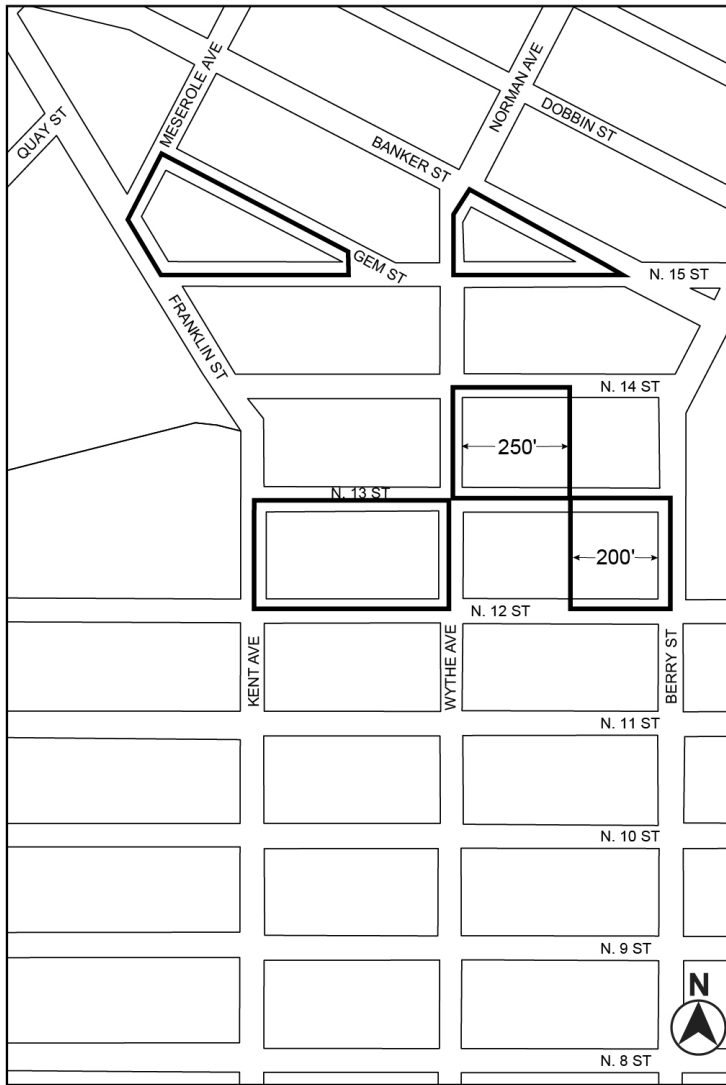 MESEROLE AVE
NORMAN AVE
DOBBIN ST
QUAY ST
BANKER ST
GEM ST
N. 15 ST
FRANKLIN ST
N. 14 ST
250'
N. 13 ST
200'
N. 12 ST
KENT AVE
WYTHE AVE
BERRY ST
N. 11 ST
N. 10 ST
N. 9 ST
N
N. 8 ST